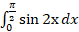 ∫₀^{π/2} sin 2x dx